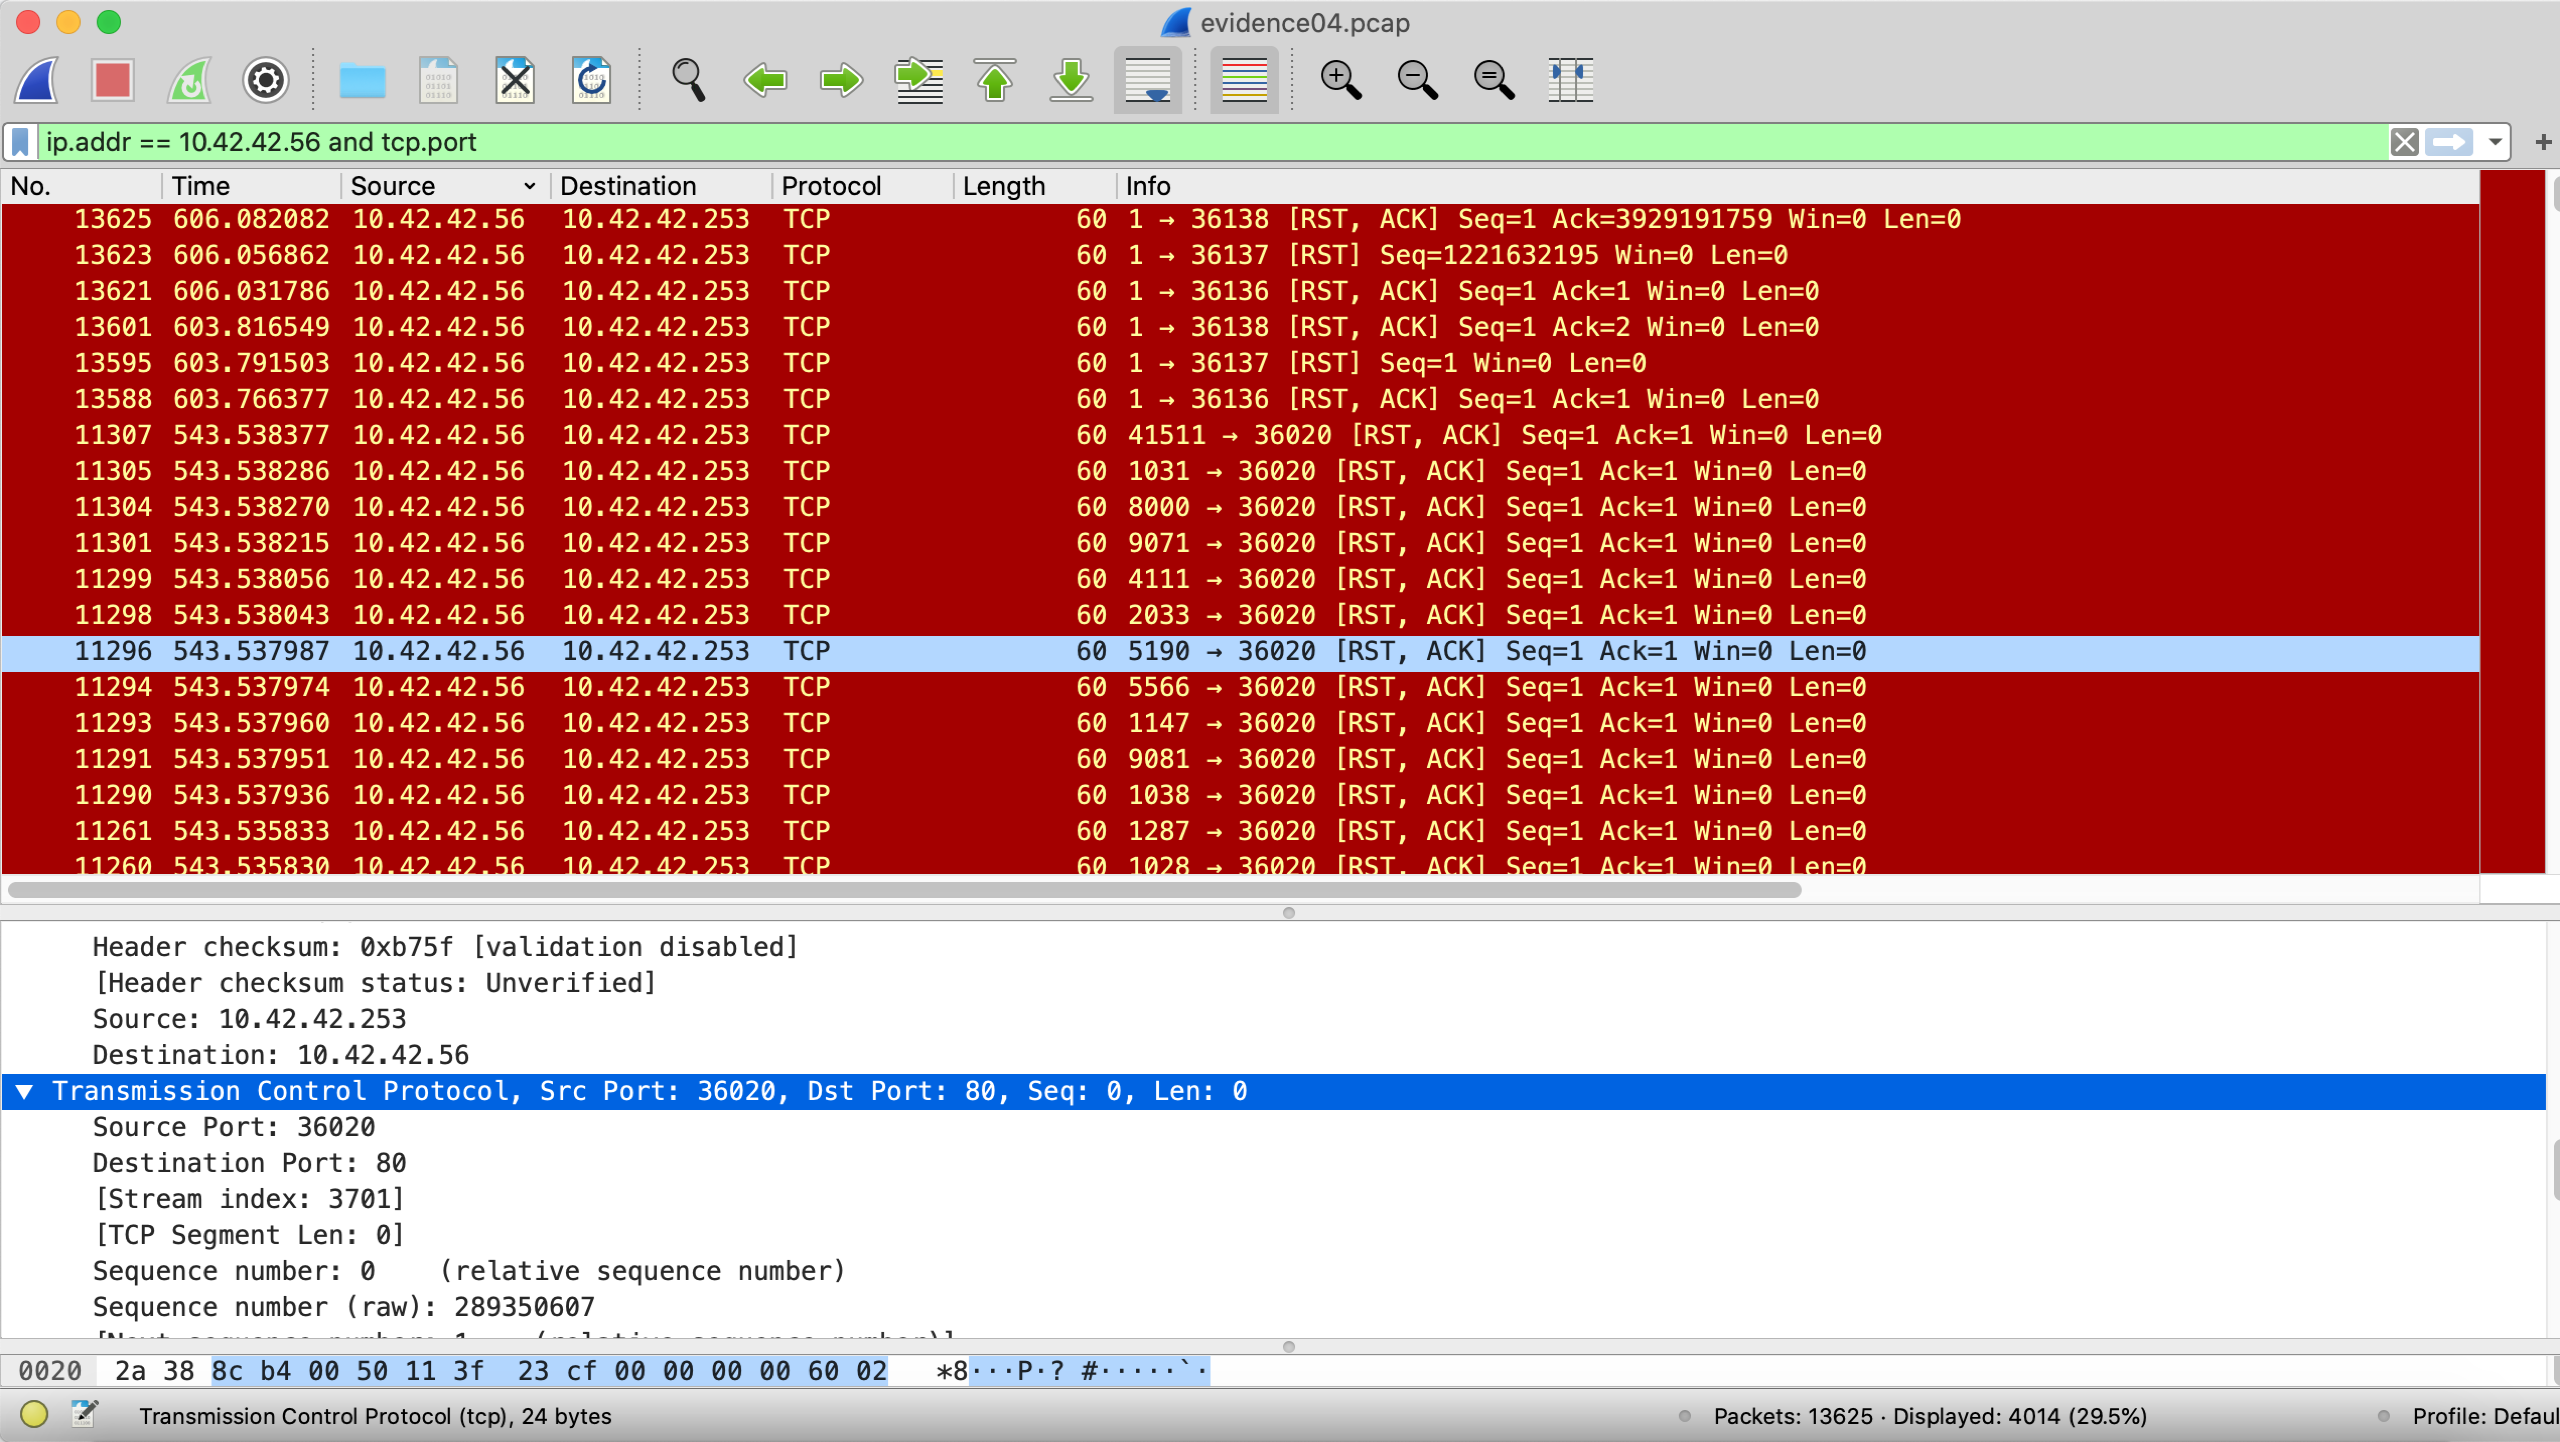 evidence04.pcap
ip.addr == 10.42.42.56 and tcp.port
No. Time Source Destination Protocol Length Info
13625 606.082082 10.42.42.56 10.42.42.253 TCP 60 1 → 36138 [RST, ACK] Seq=1 Ack=3929191759 Win=0 Len=0
13623 606.056862 10.42.42.56 10.42.42.253 TCP 60 1 → 36137 [RST] Seq=1221632195 Win=0 Len=0
13621 606.031786 10.42.42.56 10.42.42.253 TCP 60 1 → 36136 [RST, ACK] Seq=1 Ack=1 Win=0 Len=0
13601 603.816549 10.42.42.56 10.42.42.253 TCP 60 1 → 36138 [RST, ACK] Seq=1 Ack=2 Win=0 Len=0
13595 603.791503 10.42.42.56 10.42.42.253 TCP 60 1 → 36137 [RST] Seq=1 Win=0 Len=0
13588 603.766377 10.42.42.56 10.42.42.253 TCP 60 1 → 36136 [RST, ACK] Seq=1 Ack=1 Win=0 Len=0
11307 543.538377 10.42.42.56 10.42.42.253 TCP 60 41511 → 36020 [RST, ACK] Seq=1 Ack=1 Win=0 Len=0
11305 543.538286 10.42.42.56 10.42.42.253 TCP 60 1031 → 36020 [RST, ACK] Seq=1 Ack=1 Win=0 Len=0
11304 543.538270 10.42.42.56 10.42.42.253 TCP 60 8000 → 36020 [RST, ACK] Seq=1 Ack=1 Win=0 Len=0
11301 543.538215 10.42.42.56 10.42.42.253 TCP 60 9071 → 36020 [RST, ACK] Seq=1 Ack=1 Win=0 Len=0
11299 543.538056 10.42.42.56 10.42.42.253 TCP 60 4111 → 36020 [RST, ACK] Seq=1 Ack=1 Win=0 Len=0
11298 543.538043 10.42.42.56 10.42.42.253 TCP 60 2033 → 36020 [RST, ACK] Seq=1 Ack=1 Win=0 Len=0
11296 543.537987 10.42.42.56 10.42.42.253 TCP 60 5190 → 36020 [RST, ACK] Seq=1 Ack=1 Win=0 Len=0
11294 543.537974 10.42.42.56 10.42.42.253 TCP 60 5566 → 36020 [RST, ACK] Seq=1 Ack=1 Win=0 Len=0
11293 543.537960 10.42.42.56 10.42.42.253 TCP 60 1147 → 36020 [RST, ACK] Seq=1 Ack=1 Win=0 Len=0
11291 543.537951 10.42.42.56 10.42.42.253 TCP 60 9081 → 36020 [RST, ACK] Seq=1 Ack=1 Win=0 Len=0
11290 543.537936 10.42.42.56 10.42.42.253 TCP 60 1038 → 36020 [RST, ACK] Seq=1 Ack=1 Win=0 Len=0
11261 543.535833 10.42.42.56 10.42.42.253 TCP 60 1287 → 36020 [RST, ACK] Seq=1 Ack=1 Win=0 Len=0
11260 543.535830 10.42.42.56 10.42.42.253 TCP 60 1028 → 36020 [RST, ACK] Seq=1 Ack=1 Win=0 Len=0
Header checksum: 0xb75f [validation disabled]
[Header checksum status: Unverified]
Source: 10.42.42.253
Destination: 10.42.42.56
Transmission Control Protocol, Src Port: 36020, Dst Port: 80, Seq: 0, Len: 0
Source Port: 36020
Destination Port: 80
[Stream index: 3701]
[TCP Segment Len: 0]
Sequence number: 0 (relative sequence number)
Sequence number (raw): 289350607
[Next sequence number: 1 (relative sequence number)]
0020 2a 38 8c b4 00 50 11 3f 23 cf 00 00 00 00 60 02 *8···P·? #·····`·
Transmission Control Protocol (tcp), 24 bytes
Packets: 13625 · Displayed: 4014 (29.5%)
Profile: Defaul